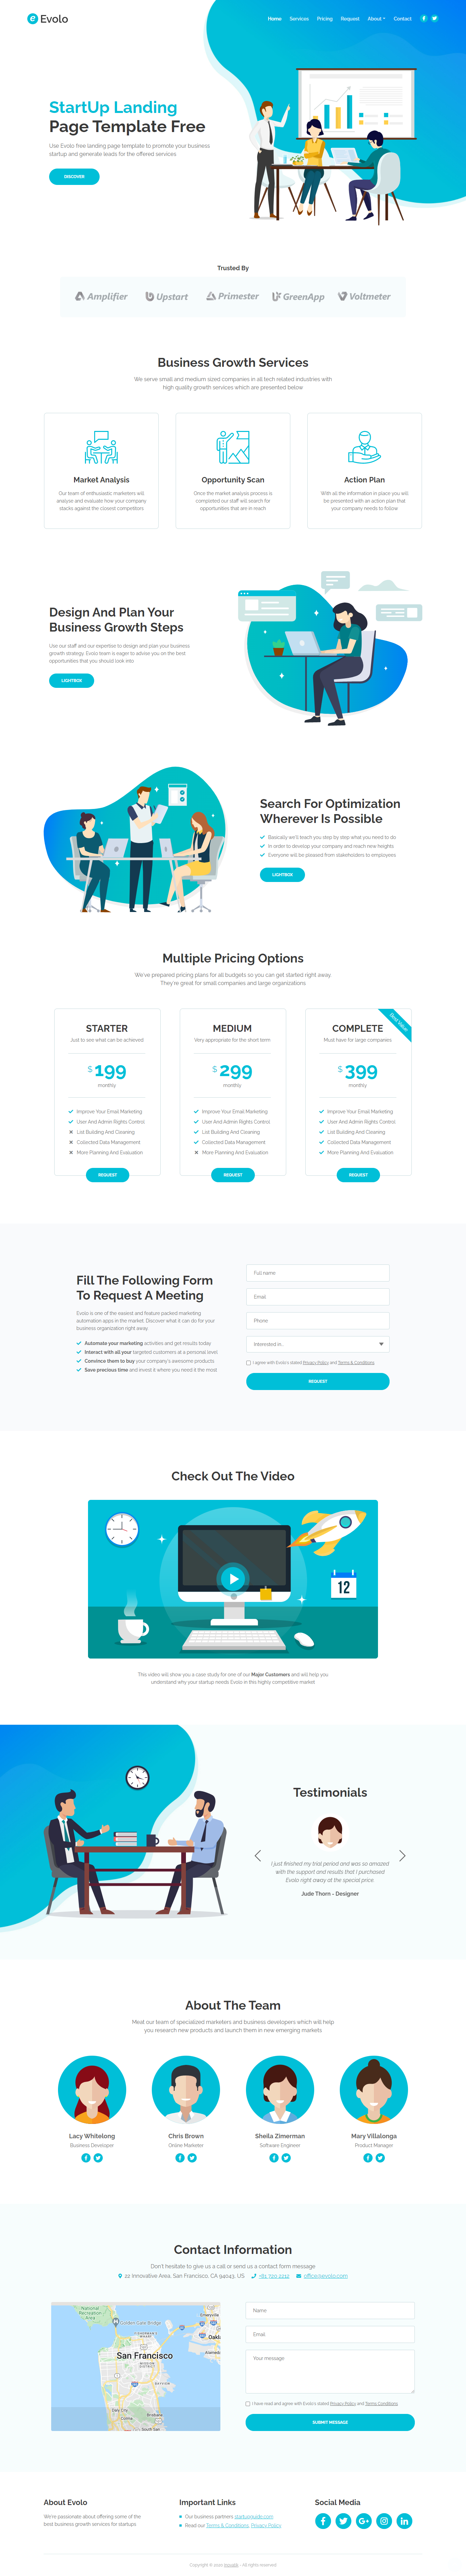 Evolo
Home Services Pricing Request About Contact
StartUp Landing
Page Template Free
Use Evolo free landing page template to promote your business
startup and generate leads for the offered services
DISCOVER
Trusted By
Amplifier Upstart Primester GreenApp Voltmeter
Business Growth Services
We serve small and medium sized companies in all tech related industries with
high quality growth services which are presented below
Market Analysis
Our team of enthusiastic marketers will
analyse and evaluate how your company
stacks against the closest competitors
Opportunity Scan
Once the market analysis process is
completed our staff will search for
opportunities that are in reach
Action Plan
With all the information in place you will
be presented with an action plan that
your company needs to follow
Design And Plan Your
Business Growth Steps
Use our staff and our expertise to design and plan your business
growth strategy. Evolo team is eager to advise you on the best
opportunities that you should look into
LIGHTBOX
Search For Optimization
Wherever Is Possible
Basically we'll teach you step by step what you need to do
In order to develop your company and reach new heights
Everyone will be pleased from stakeholders to employees
LIGHTBOX
Multiple Pricing Options
We've prepared pricing plans for all budgets so you can get started right away.
They're great for small companies and large organizations
STARTER
Just to see what can be achieved
$199
monthly
Improve Your Email Marketing
User And Admin Rights Control
List Building And Cleaning
Collected Data Management
More Planning And Evaluation
REQUEST
MEDIUM
Very appropriate for the short term
$299
monthly
Improve Your Email Marketing
User And Admin Rights Control
List Building And Cleaning
Collected Data Management
More Planning And Evaluation
REQUEST
Best Value
COMPLETE
Must have for large companies
$399
monthly
Improve Your Email Marketing
User And Admin Rights Control
List Building And Cleaning
Collected Data Management
More Planning And Evaluation
REQUEST
Fill The Following Form
To Request A Meeting
Evolo is one of the easiest and feature packed marketing
automation apps in the market. Discover what it can do for your
business organization right away.
Automate your marketing activities and get results today
Interact with all your targeted customers at a personal level
Convince them to buy your company's awesome products
Save precious time and invest it where you need it the most
Full name
Email
Phone
Interested in...
I agree with Evolo's stated Privacy Policy and Terms & Conditions
REQUEST
Check Out The Video
12
This video will show you a case study for one of our Major Customers and will help you
understand why your startup needs Evolo in this highly competitive market
Testimonials
I just finished my trial period and was so amazed
with the support and results that I purchased
Evolo right away at the special price.
Jude Thorn - Designer
About The Team
Meat our team of specialized marketers and business developers which will help
you research new products and launch them in new emerging markets
Lacy Whitelong
Business Developer
Chris Brown
Online Marketer
Sheila Zimerman
Software Engineer
Mary Villalonga
Product Manager
Contact Information
Don't hesitate to give us a call or send us a contact form message
22 Innovative Area, San Francisco, CA 94043, US +81 720 2212 office@evolo.com
San Francisco
Golden Gate Bridge
Emeryville
Alameda
Daly City
Brisbane
Colma
South San
Name
Email
Your message
I have read and agree with Evolo's stated Privacy Policy and Terms Conditions
SUBMIT MESSAGE
About Evolo
We're passionate about offering some of the
best business growth services for startups
Important Links
Our business partners startupguide.com
Read our Terms & Conditions, Privacy Policy
Social Media
Copyright © 2020 Inovatik - All rights reserved